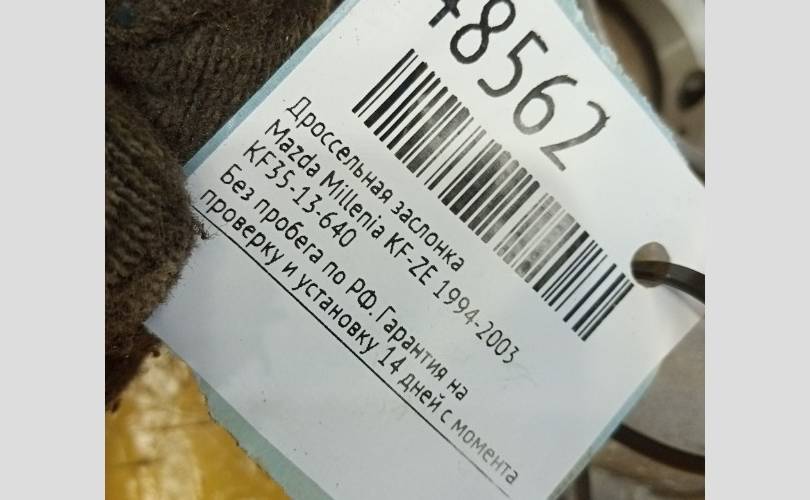 48562
Дроссельная заслонка
Mazda Millenia KF-ZE 1994-2003
KF35-13-640
Без пробега по РФ. Гарантия на
проверку и установку 14 дней с момента